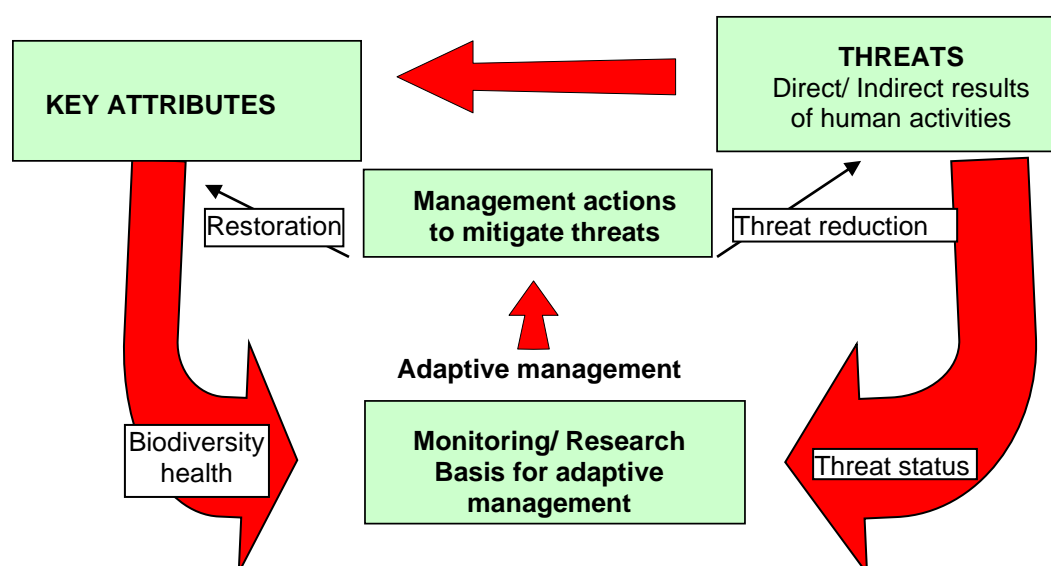 KEY ATTRIBUTES
THREATS
Direct/ Indirect results
of human activities
Management actions
to mitigate threats
Restoration
Threat reduction
Adaptive management
Monitoring/ Research
Basis for adaptive
management
Biodiversity
health
Threat status